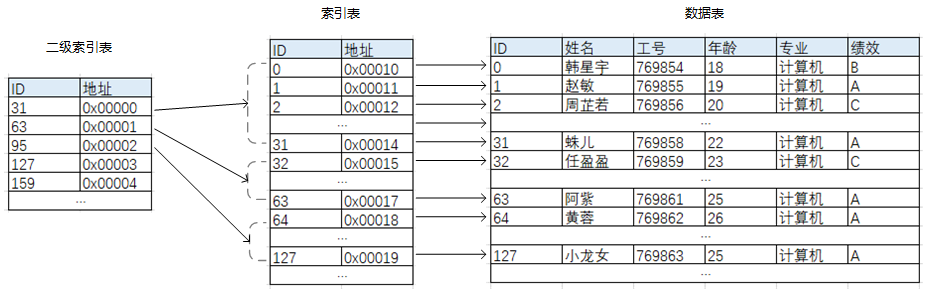 二级索引表
ID 地址
31 0x00000
63 0x00001
95 0x00002
127 0x00003
159 0x00004
...
索引表
ID 地址
0 0x00010
1 0x00011
2 0x00012
...
31 0x00014
32 0x00015
...
63 0x00017
64 0x00018
...
127 0x00019
...
数据表
ID 姓名 工号 年龄 专业 绩效
0 韩星宇 769854 18 计算机 B
1 赵敏 769855 19 计算机 A
2 周芷若 769856 20 计算机 C
...
31 蛛儿 769858 22 计算机 A
32 任盈盈 769859 23 计算机 C
...
63 阿紫 769861 25 计算机 A
64 黄蓉 769862 26 计算机 A
...
127 小龙女 769863 25 计算机 A
...